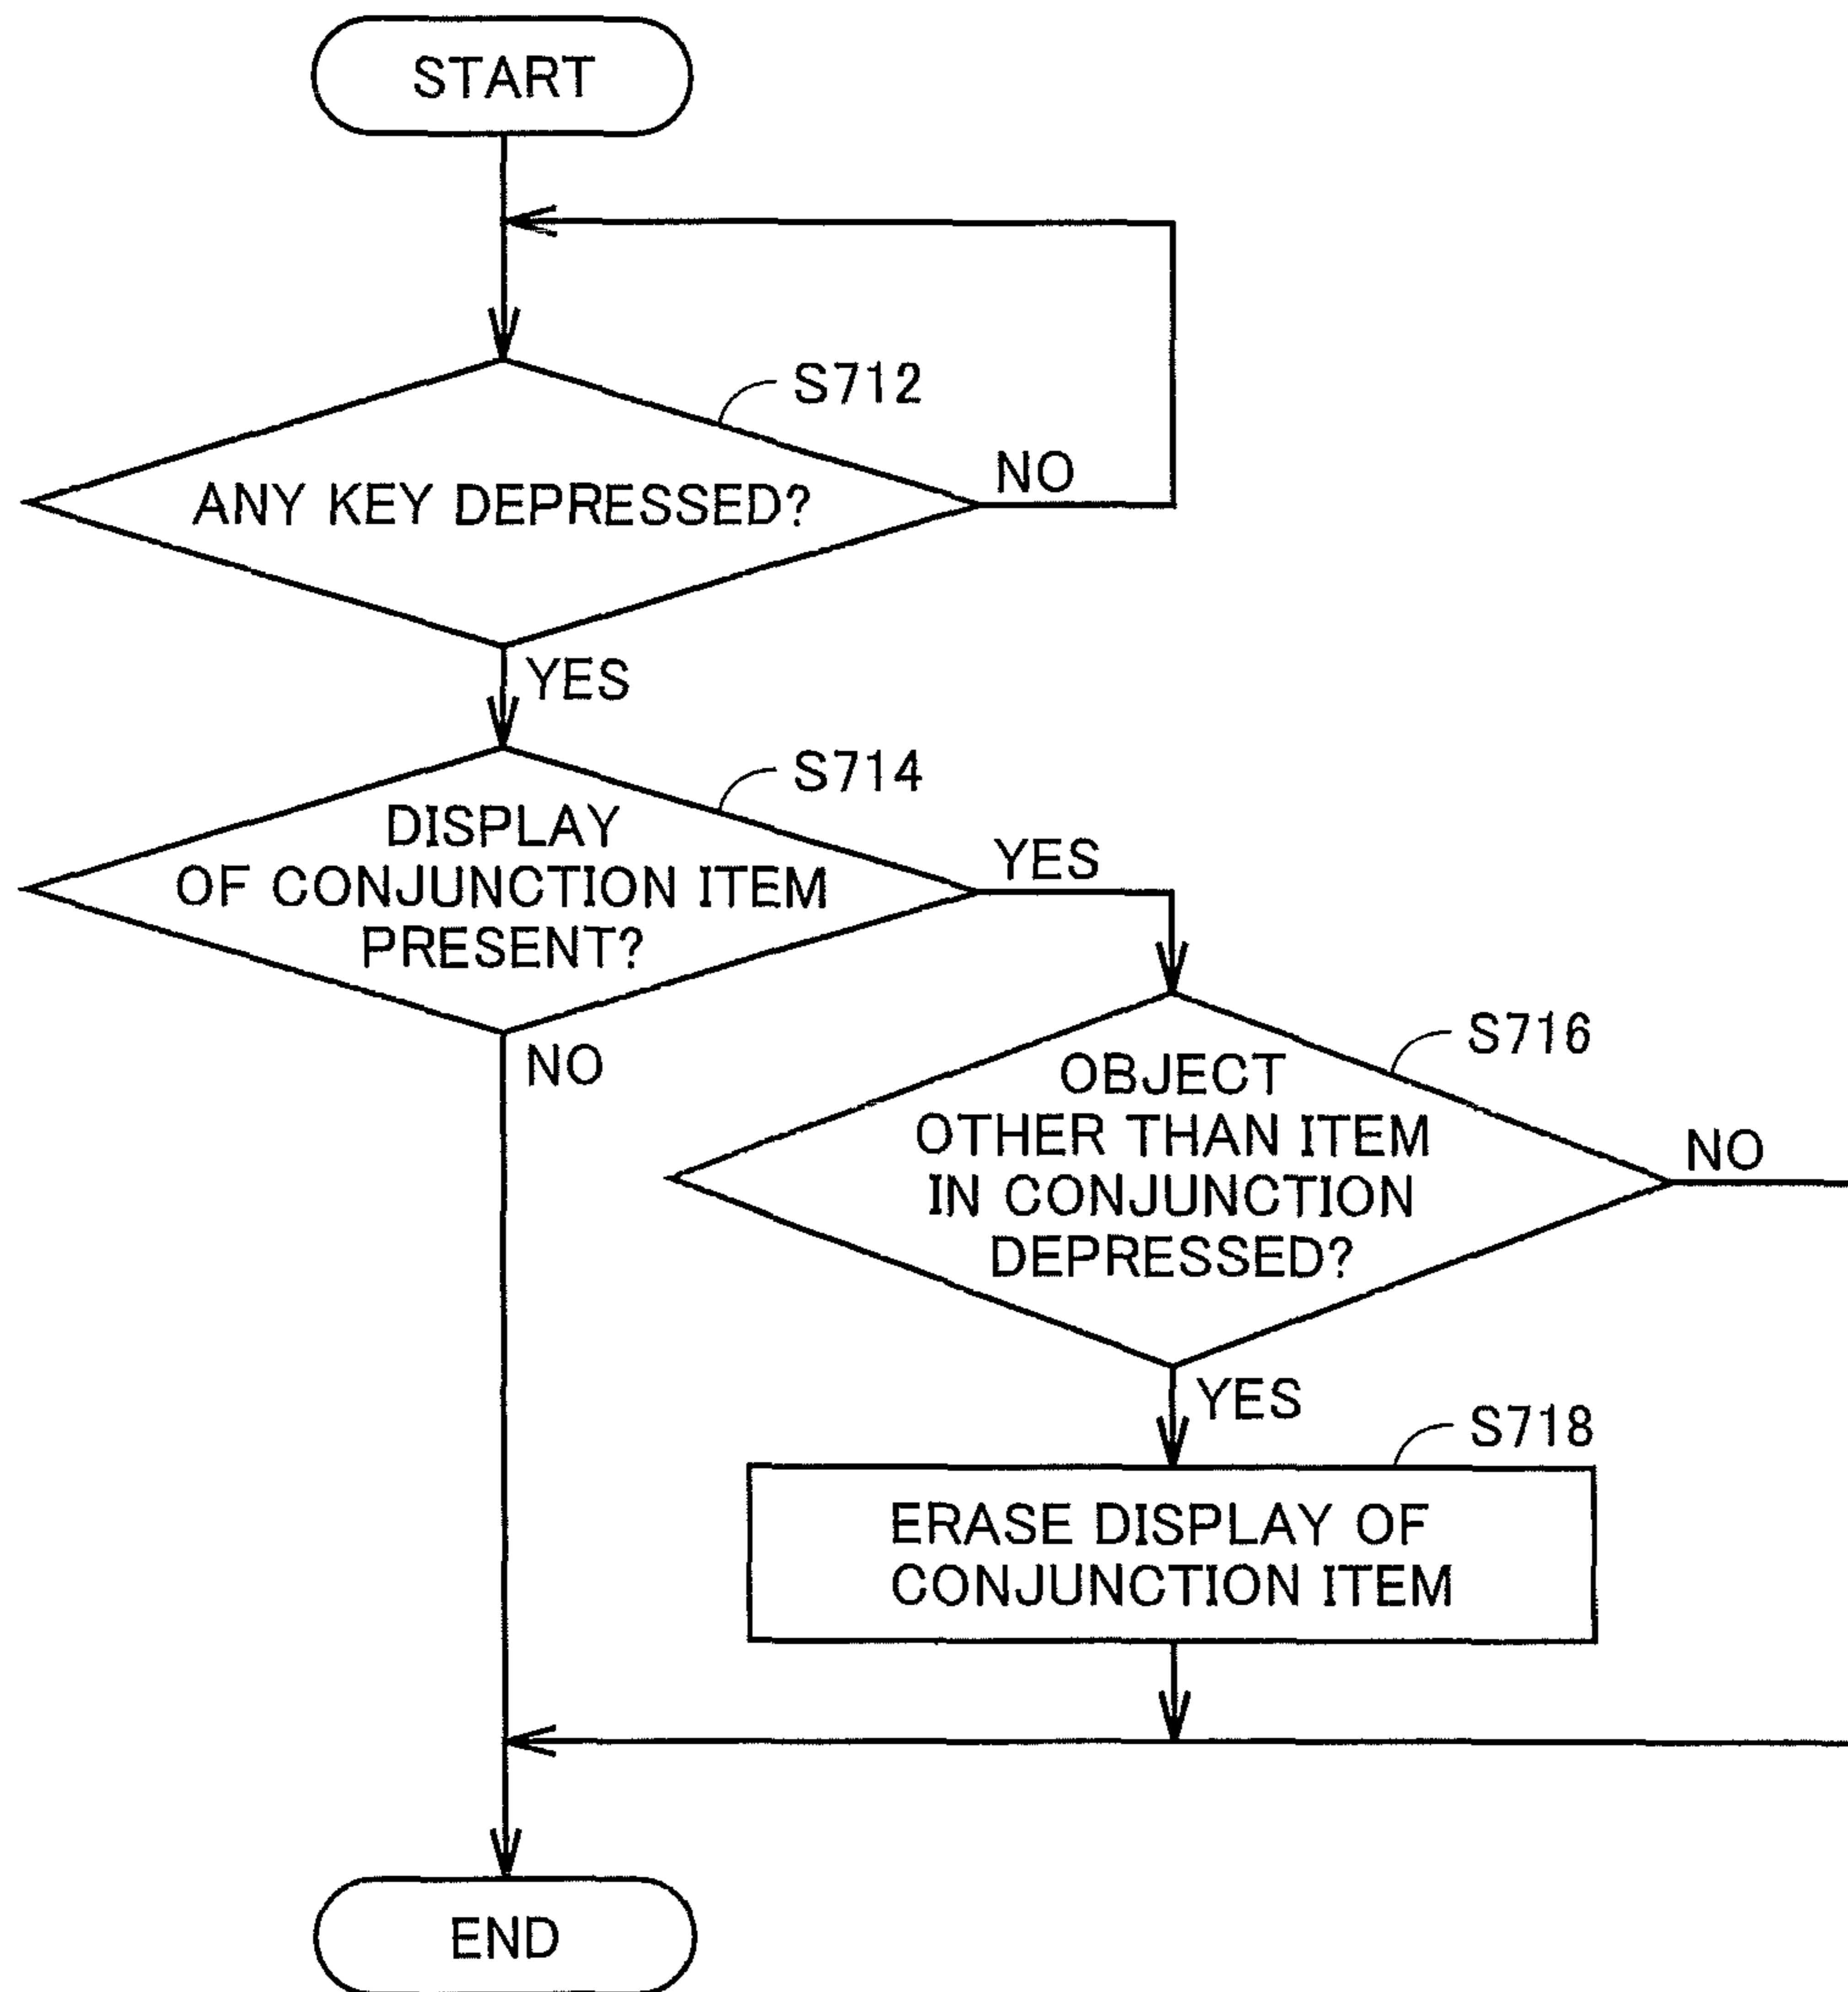 START
S712
ANY KEY DEPRESSED?
NO
YES
S714
DISPLAY
OF CONJUNCTION ITEM
PRESENT?
YES
NO
S716
OBJECT
OTHER THAN ITEM
IN CONJUNCTION
DEPRESSED?
NO
YES
S718
ERASE DISPLAY OF
CONJUNCTION ITEM
END